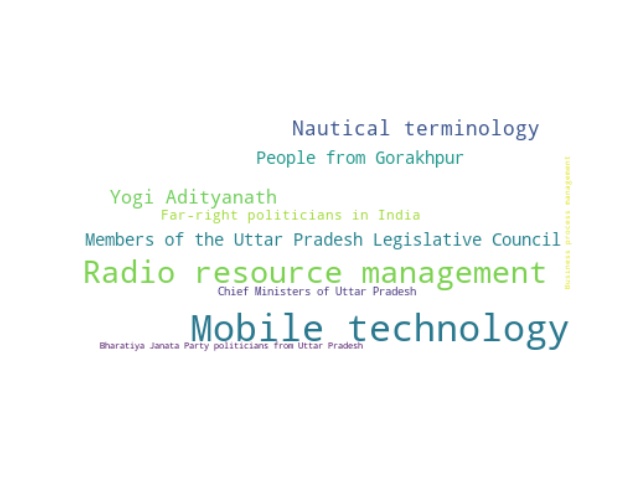 Nautical terminology
People from Gorakhpur
Yogi Adityanath
Far-right politicians in India
Members of the Uttar Pradesh Legislative Council
Radio resource management
Chief Ministers of Uttar Pradesh
Mobile technology
Bharatiya Janata Party politicians from Uttar Pradesh
Business process management